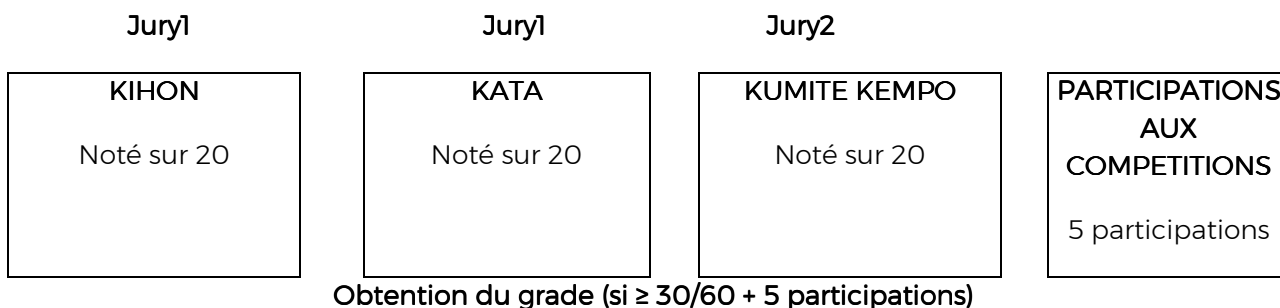 Jury1
Jury1
Jury2
KIHON
Noté sur 20
KATA
Noté sur 20
KUMITE KEMPO
Noté sur 20
PARTICIPATIONS
AUX
COMPETITIONS
5 participations
Obtention du grade (si ≥ 30/60 + 5 participations)